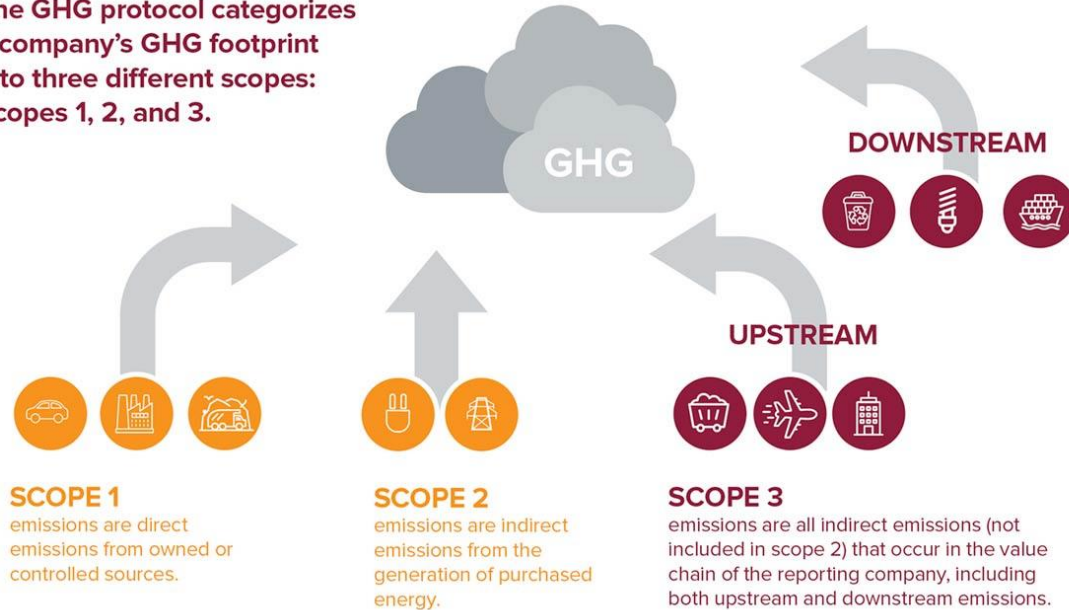 he GHG protocol categorizes
company's GHG footprint
to three different scopes:
copes 1, 2, and 3.
GHG
DOWNSTREAM
UPSTREAM
SCOPE 1
emissions are direct
emissions from owned or
controlled sources.
SCOPE 2
emissions are indirect
emissions from the
generation of purchased
energy.
SCOPE 3
emissions are all indirect emissions (not
included in scope 2) that occur in the value
chain of the reporting company, including
both upstream and downstream emissions.